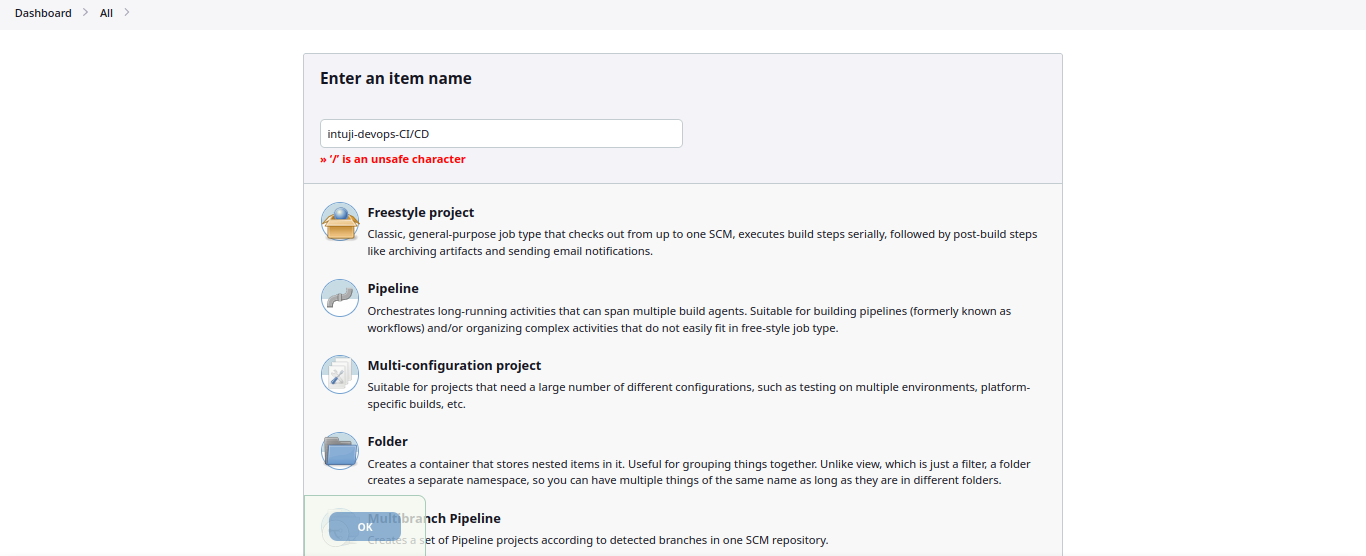 Dashboard > All >
Enter an item name
intuji-devops-CI/CD
» ‘/’ is an unsafe character
Freestyle project
Classic, general-purpose job type that checks out from up to one SCM, executes build steps serially, followed by post-build steps
like archiving artifacts and sending email notifications.
Pipeline
Orchestrates long-running activities that can span multiple build agents. Suitable for building pipelines (formerly known as
workflows) and/or organizing complex activities that do not easily fit in free-style job type.
Multi-configuration project
Suitable for projects that need a large number of different configurations, such as testing on multiple environments, platform-
specific builds, etc.
Folder
Creates a container that stores nested items in it. Useful for grouping things together. Unlike view, which is just a filter, a folder
creates a separate namespace, so you can have multiple things of the same name as long as they are in different folders.
Multibranch Pipeline
OK
Creates a set of Pipeline projects according to detected branches in one SCM repository.